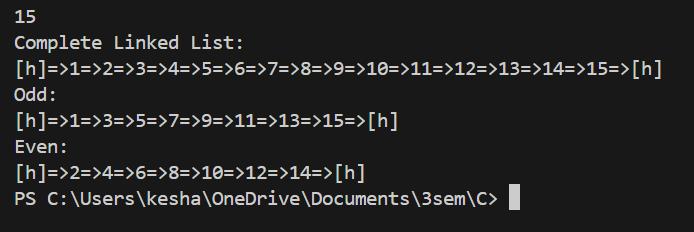 15
Complete Linked List:
[h]=>1=>2=>3=>4=>5=>6=>7=>8=>9=>10=>11=>12=>13=>14=>15=>[h]
Odd:
[h]=>1=>3=>5=>7=>9=>11=>13=>15=>[h]
Even:
[h]=>2=>4=>6=>8=>10=>12=>14=>[h]
PS C:\Users\kesha\OneDrive\Documents\3sem\C>